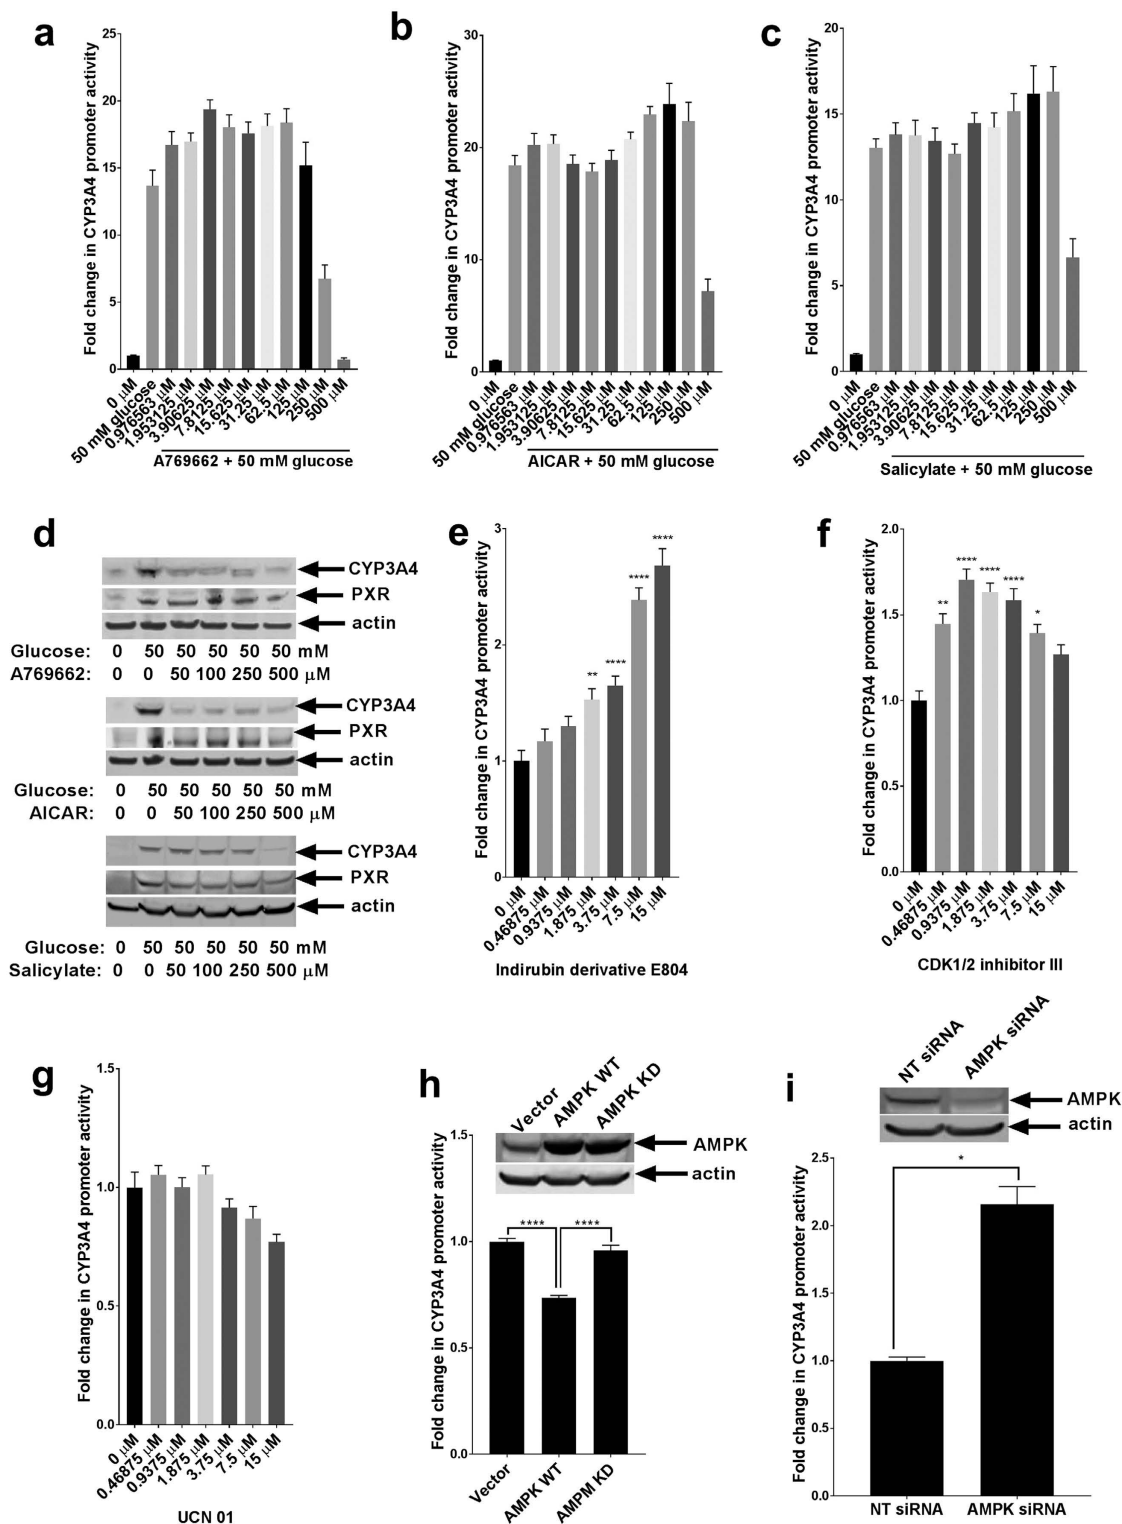 a
Fold change in CYP3A4 promoter activity
25
20
15
10
5
0
0 μM
50 mM glucose
0.976563 μM
1.953125 μM
3.90625 μM
7.8125 μM
15.625 μM
31.25 μM
62.5 μM
125 μM
250 μM
500 μM
A769662 + 50 mM glucose
b
Fold change in CYP3A4 promoter activity
30
20
10
0
0 μM
50 mM glucose
0.976563 μM
1.953125 μM
3.90625 μM
7.8125 μM
15.625 μM
31.25 μM
62.5 μM
125 μM
250 μM
500 μM
AICAR + 50 mM glucose
c
Fold change in CYP3A4 promoter activity
20
15
10
5
0
0 μM
50 mM glucose
0.976563 μM
1.953125 μM
3.90625 μM
7.8125 μM
15.625 μM
31.25 μM
62.5 μM
125 μM
250 μM
500 μM
Salicylate + 50 mM glucose
d
CYP3A4
PXR
actin
Glucose: 0 50 50 50 50 50 mM
A769662: 0 0 50 100 250 500 μM
CYP3A4
PXR
actin
Glucose: 0 50 50 50 50 50 mM
AICAR: 0 0 50 100 250 500 μM
CYP3A4
PXR
actin
Glucose: 0 50 50 50 50 50 mM
Salicylate: 0 0 50 100 250 500 μM
e
Fold change in CYP3A4 promoter activity
3
2
1
0
**
****
****
****
0 μM
0.46875 μM
0.9375 μM
1.875 μM
3.75 μM
7.5 μM
15 μM
Indirubin derivative E804
f
Fold change in CYP3A4 promoter activity
2.0
1.5
1.0
0.5
0.0
**
****
****
****
*
0 μM
0.46875 μM
0.9375 μM
1.875 μM
3.75 μM
7.5 μM
15 μM
CDK1/2 inhibitor III
g
Fold change in CYP3A4 promoter activity
1.5
1.0
0.5
0.0
0 μM
0.46875 μM
0.9375 μM
1.875 μM
3.75 μM
7.5 μM
15 μM
UCN 01
h
Vector
AMPK WT
AMPK KD
AMPK
actin
Fold change in CYP3A4 promoter activity
1.5
1.0
0.5
0.0
****
****
Vector
AMPK WT
AMPM KD
i
NT siRNA
AMPK siRNA
AMPK
actin
Fold change in CYP3A4 promoter activity
2.5
2.0
1.5
1.0
0.5
0.0
*
NT siRNA
AMPK siRNA